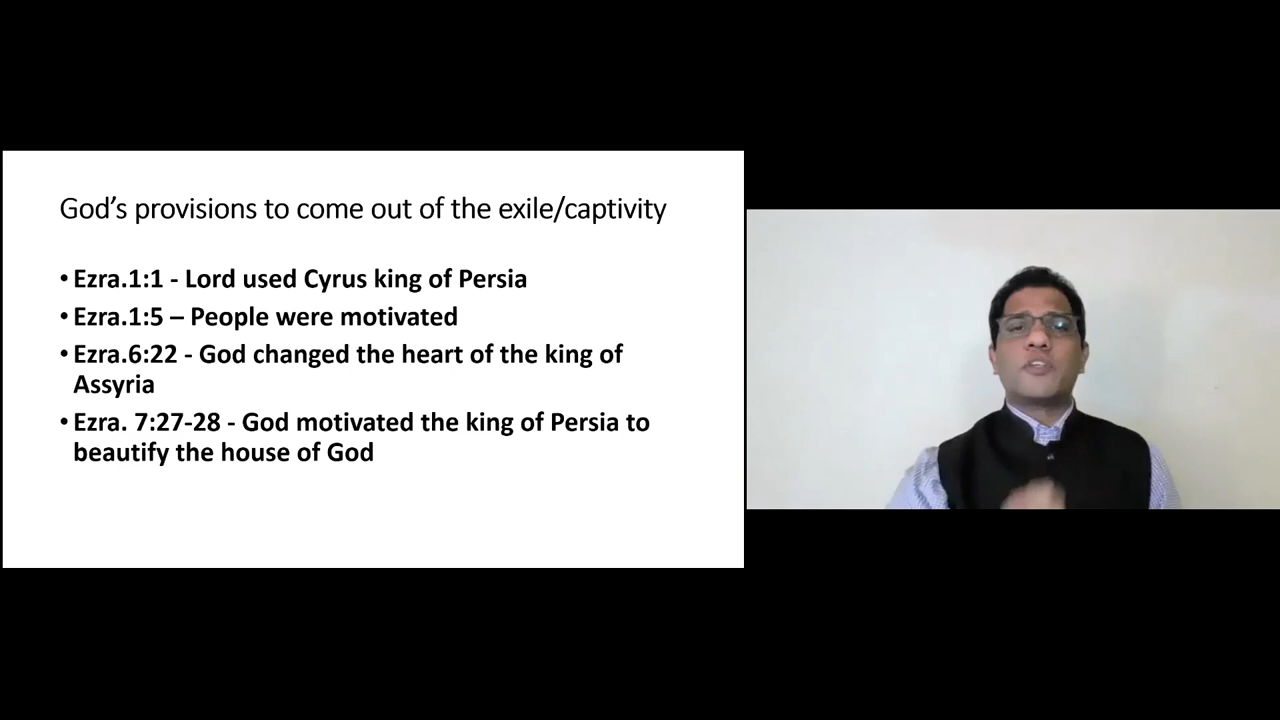 God’s provisions to come out of the exile/captivity
• Ezra.1:1 - Lord used Cyrus king of Persia
• Ezra.1:5 – People were motivated
• Ezra.6:22 - God changed the heart of the king of
Assyria
• Ezra. 7:27-28 - God motivated the king of Persia to
beautify the house of God